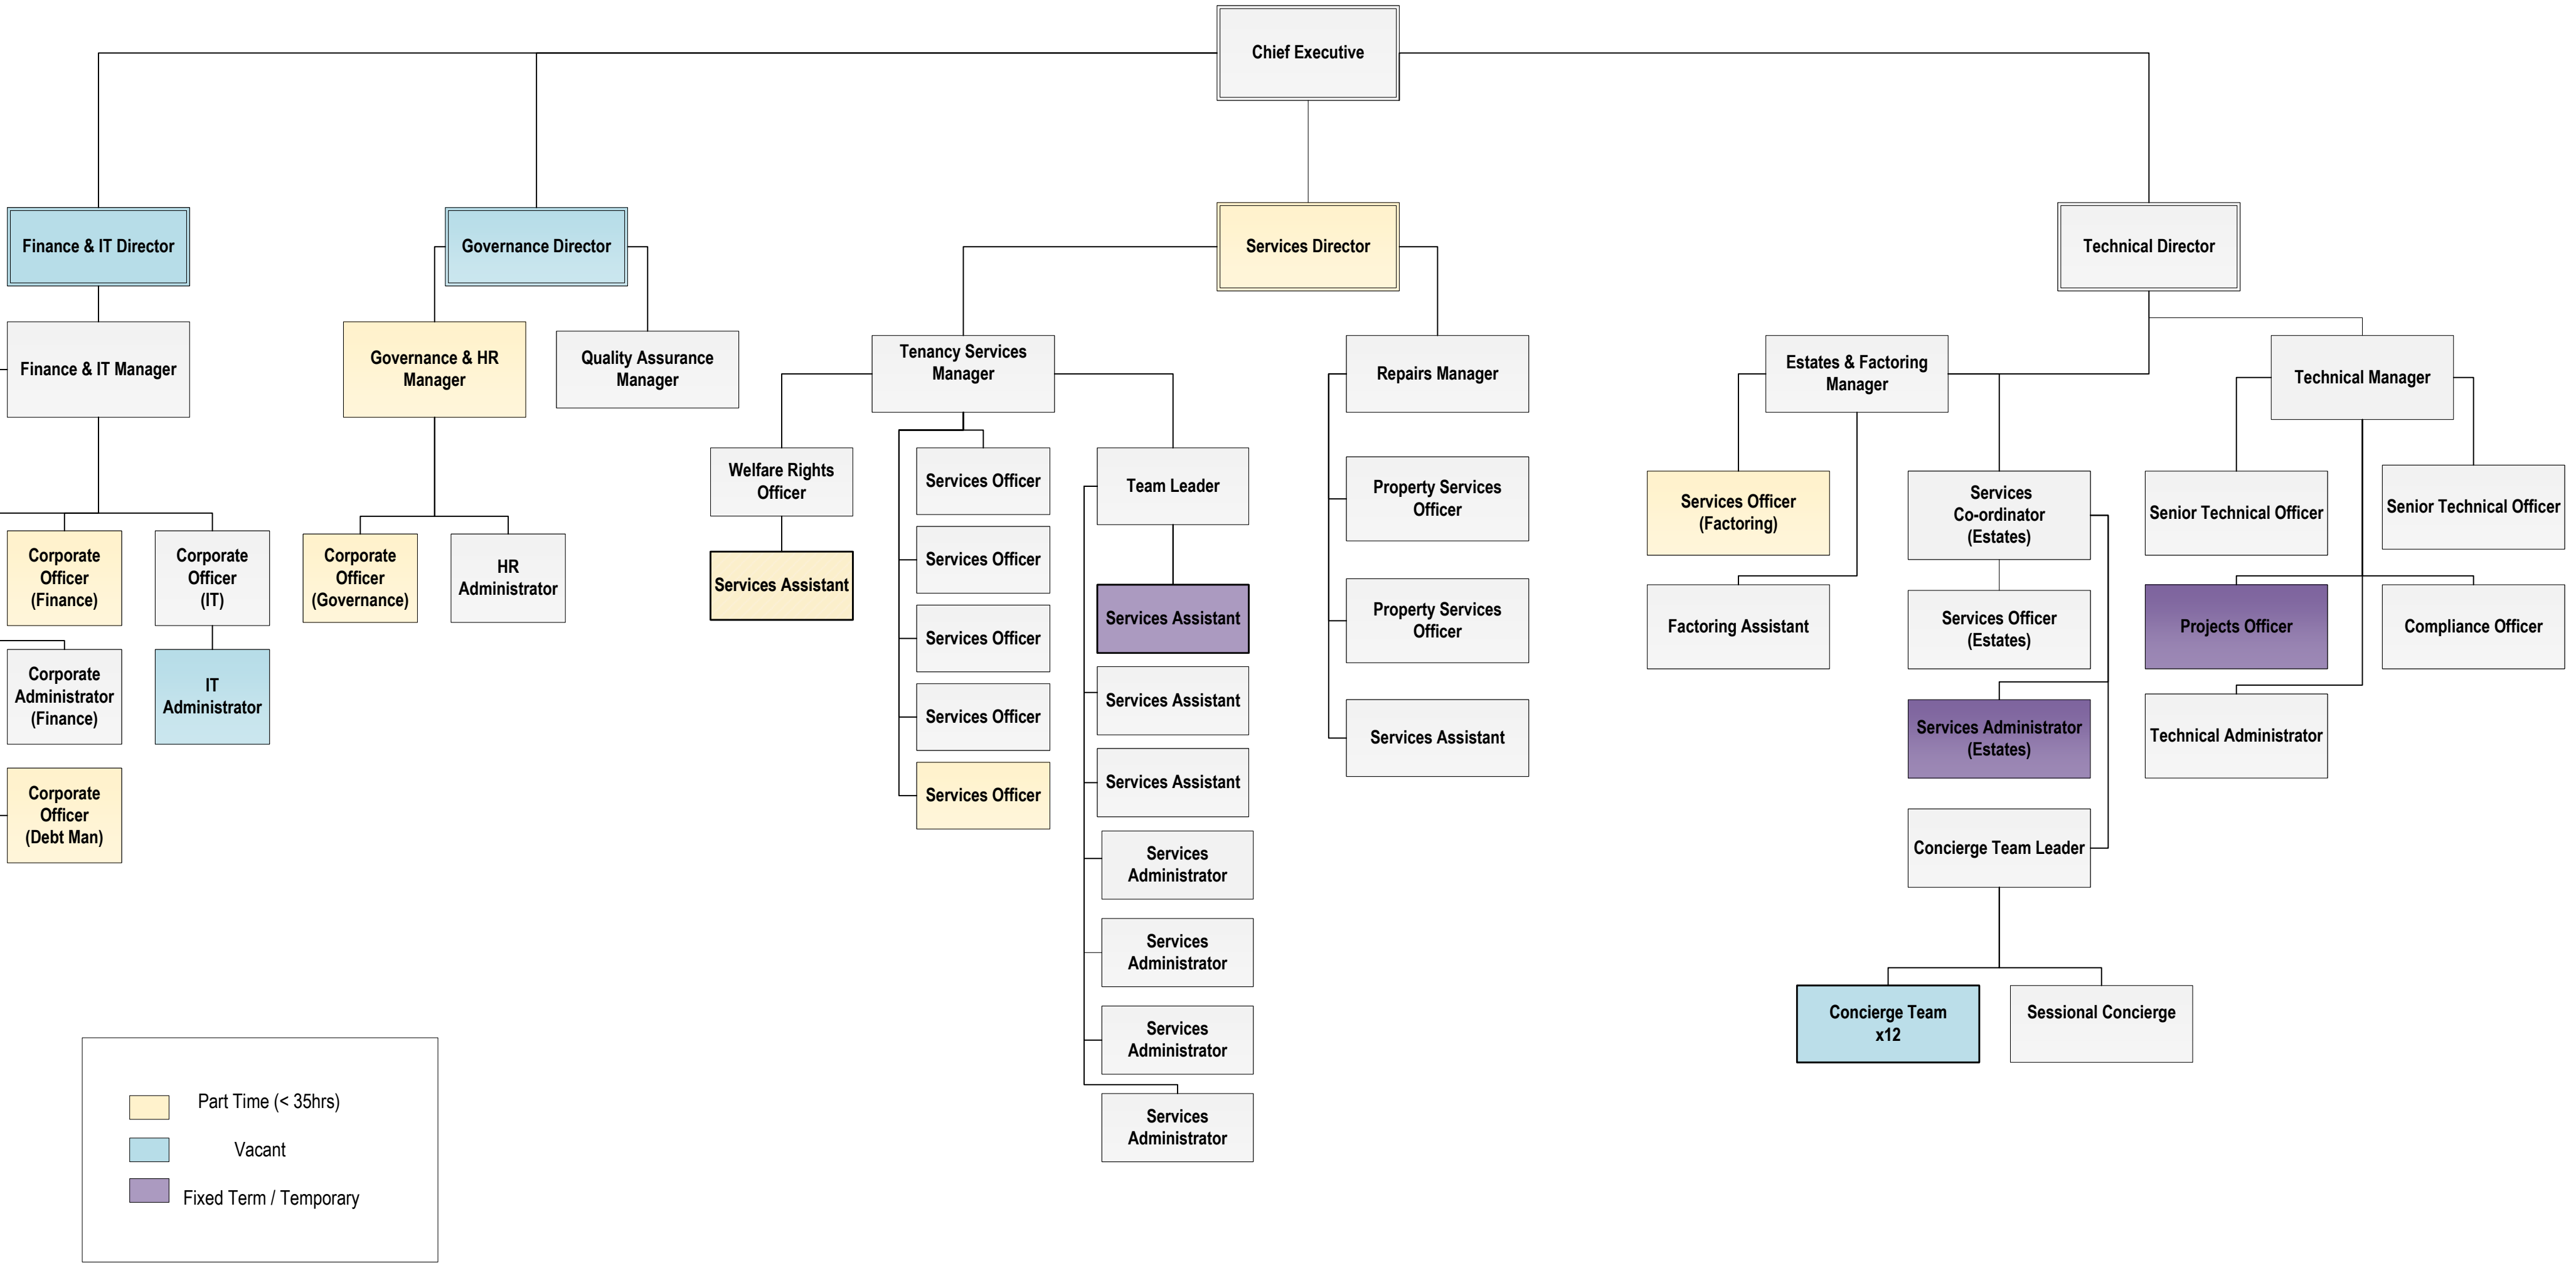 Chief Executive
Finance & IT Director
Governance Director
Services Director
Technical Director
Finance & IT Manager
Governance & HR
Manager
Quality Assurance
Manager
Tenancy Services
Manager
Repairs Manager
Estates & Factoring
Manager
Technical Manager
Corporate
Officer
(Finance)
Corporate
Officer
(IT)
Corporate
Administrator
(Finance)
IT
Administrator
Corporate
Officer
(Debt Man)
Corporate
Officer
(Governance)
HR
Administrator
Welfare Rights
Officer
Services Assistant
Services Officer
Services Officer
Services Officer
Services Officer
Services Officer
Team Leader
Services Assistant
Services Assistant
Services Assistant
Services
Administrator
Services
Administrator
Services
Administrator
Services
Administrator
Property Services
Officer
Property Services
Officer
Services Assistant
Services Officer
(Factoring)
Factoring Assistant
Services
Co-ordinator
(Estates)
Services Officer
(Estates)
Services Administrator
(Estates)
Concierge Team Leader
Concierge Team
x12
Sessional Concierge
Senior Technical Officer
Senior Technical Officer
Projects Officer
Compliance Officer
Technical Administrator
Part Time (< 35hrs)
Vacant
Fixed Term / Temporary